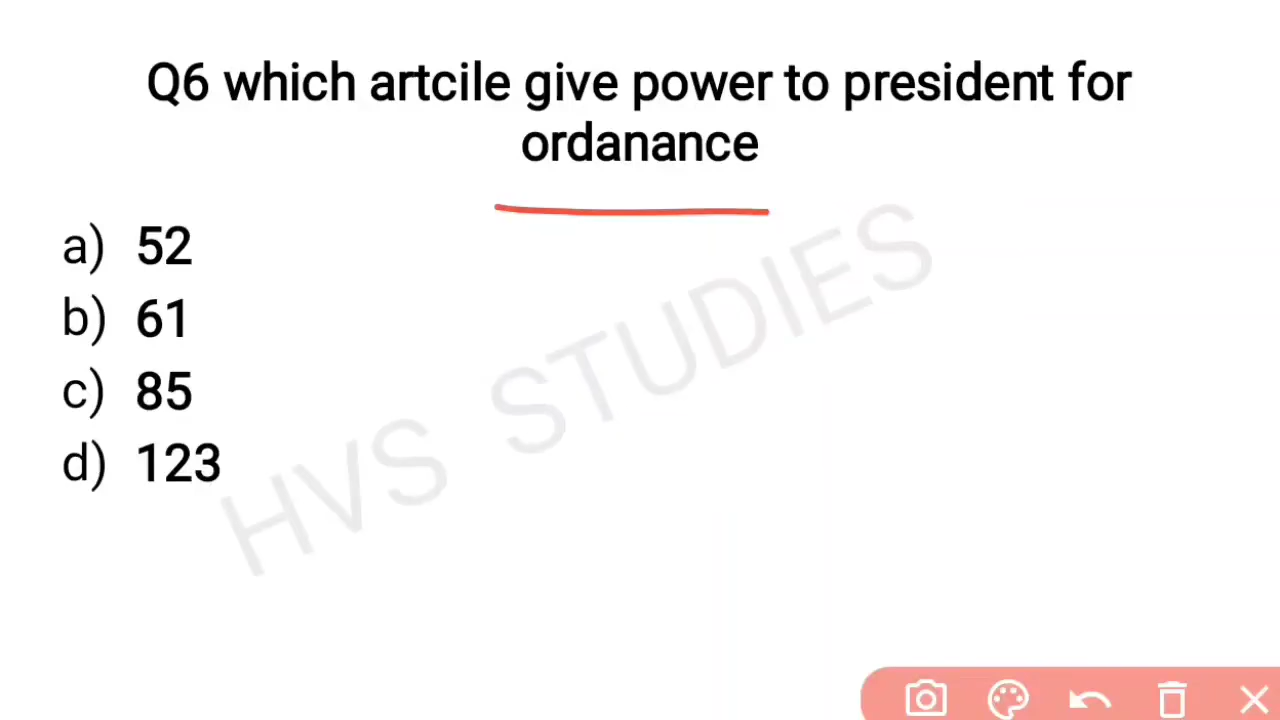 Q6 which artcile give power to president for
ordanance
a) 52
b) 61
c) 85
d) 123
HVS STUDIES